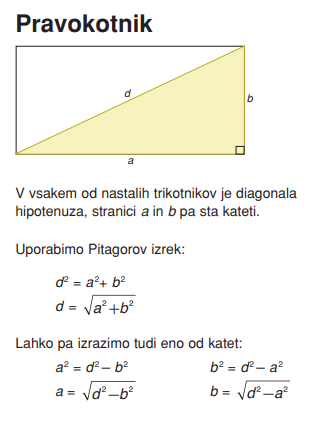 Pravokotnik
d
b
a
V vsakem od nastalih trikotnikov je diagonala
hipotenuza, stranici a in b pa sta kateti.
Uporabimo Pitagorov izrek:
d² = a²+ b²
d = √(a²+b²)
Lahko pa izrazimo tudi eno od katet:
a² = d² – b²
a = √(d²–b²)
b² = d² – a²
b = √(d²–a²)